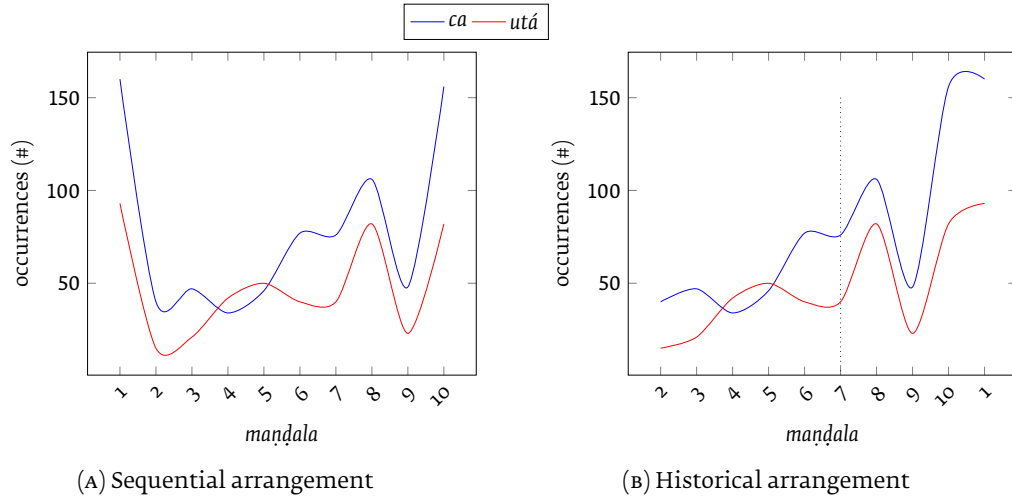 ca utá
150
100
50
occurrences (#)
1 2 3 4 5 6 7 8 9 10
maṇḍala
(A) Sequential arrangement
150
100
50
occurrences (#)
2 3 4 5 6 7 8 9 10 1
maṇḍala
(B) Historical arrangement